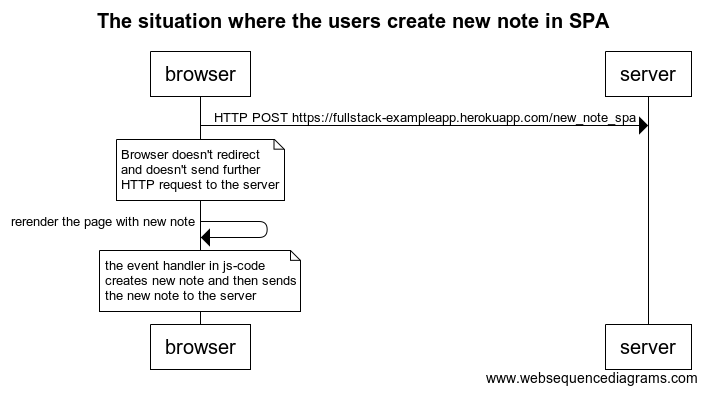 The situation where the users create new note in SPA
browser
server
HTTP POST https://fullstack-exampleapp.herokuapp.com/new_note_spa
Browser doesn't redirect
and doesn't send further
HTTP request to the server
rerender the page with new note
the event handler in js-code
creates new note and then sends
the new note to the server
browser
server
www.websequencediagrams.com